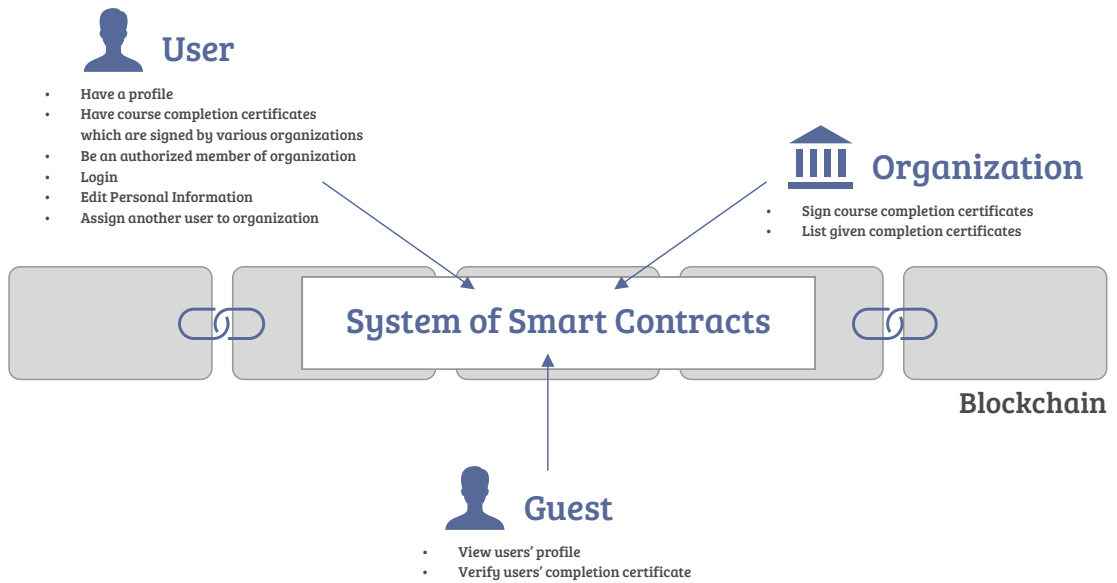 User
• Have a profile
• Have course completion certificates
which are signed by various organizations
• Be an authorized member of organization
• Login
• Edit Personal Information
• Assign another user to organization
Organization
• Sign course completion certificates
• List given completion certificates
System of Smart Contracts
Blockchain
Guest
• View users’ profile
• Verify users’ completion certificate